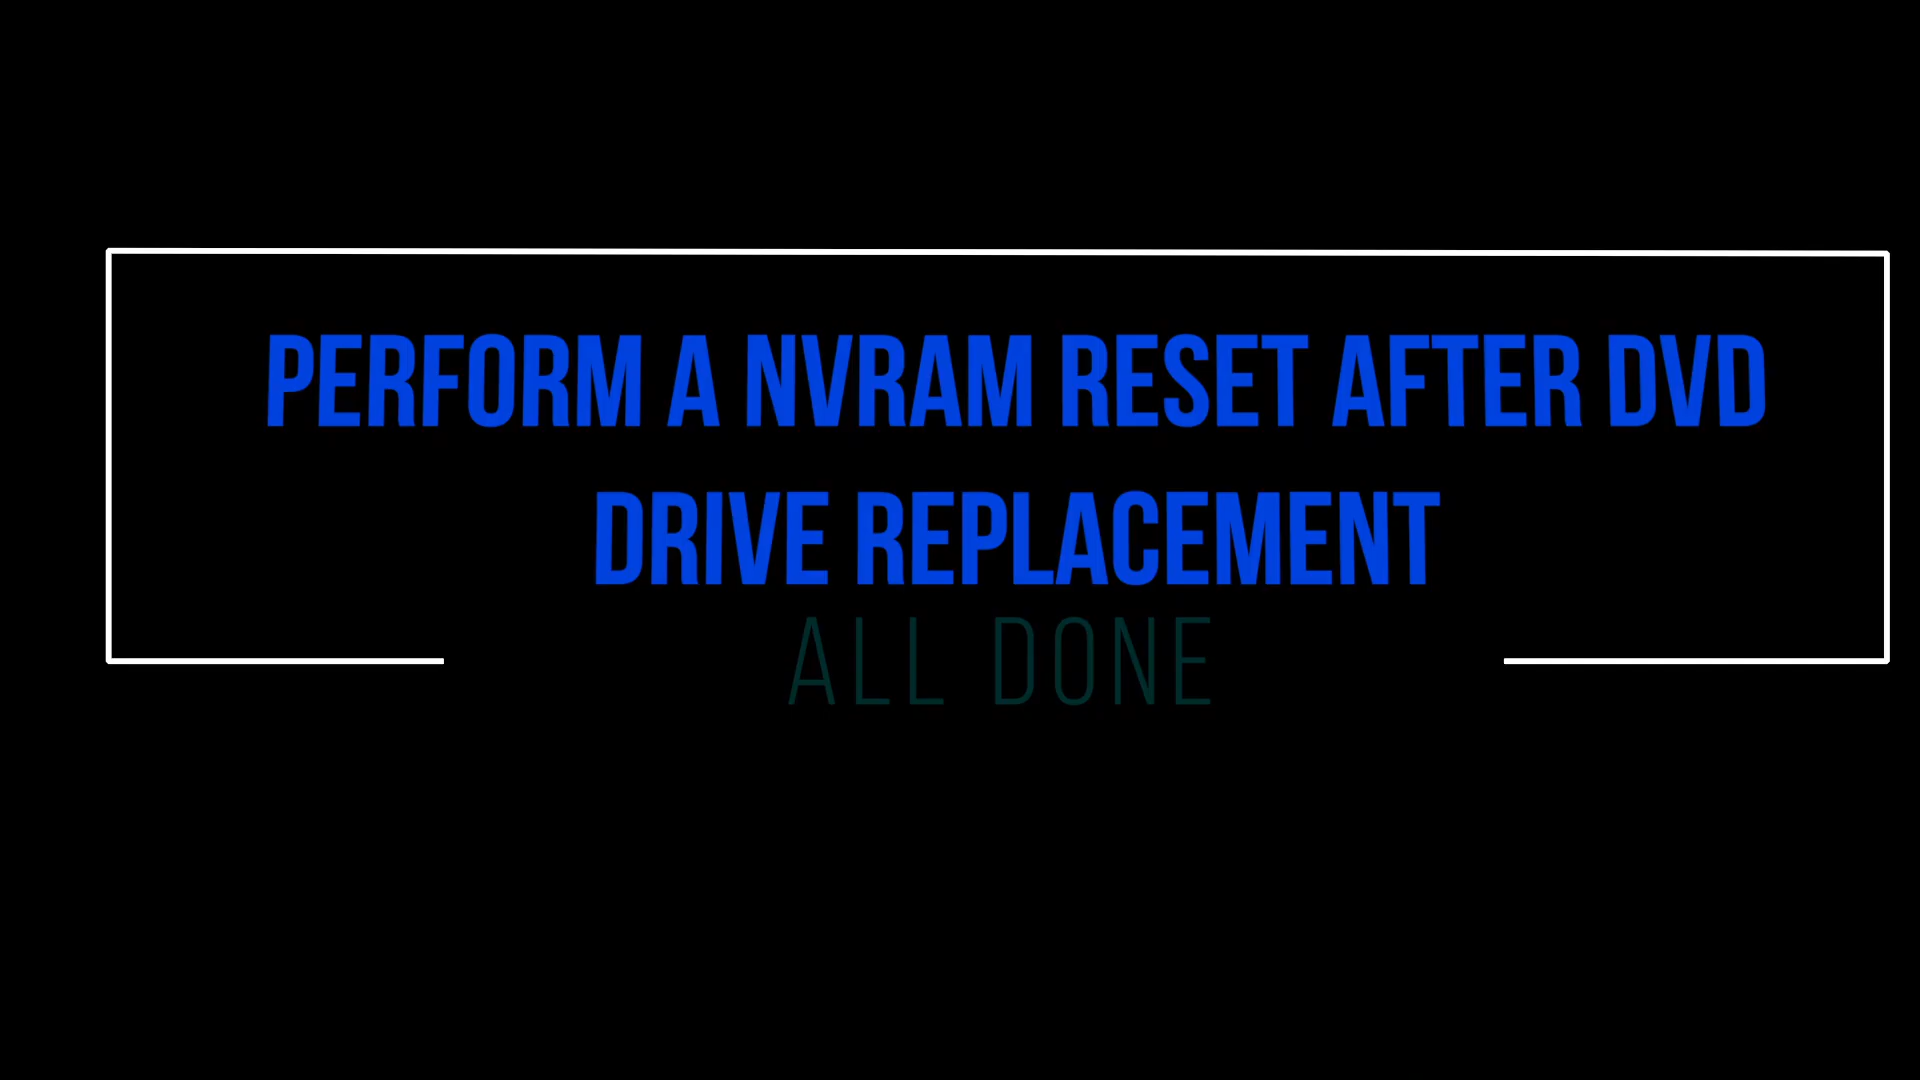 PERFORM A NVRAM RESET AFTER DVD
DRIVE REPLACEMENT
ALL DONE